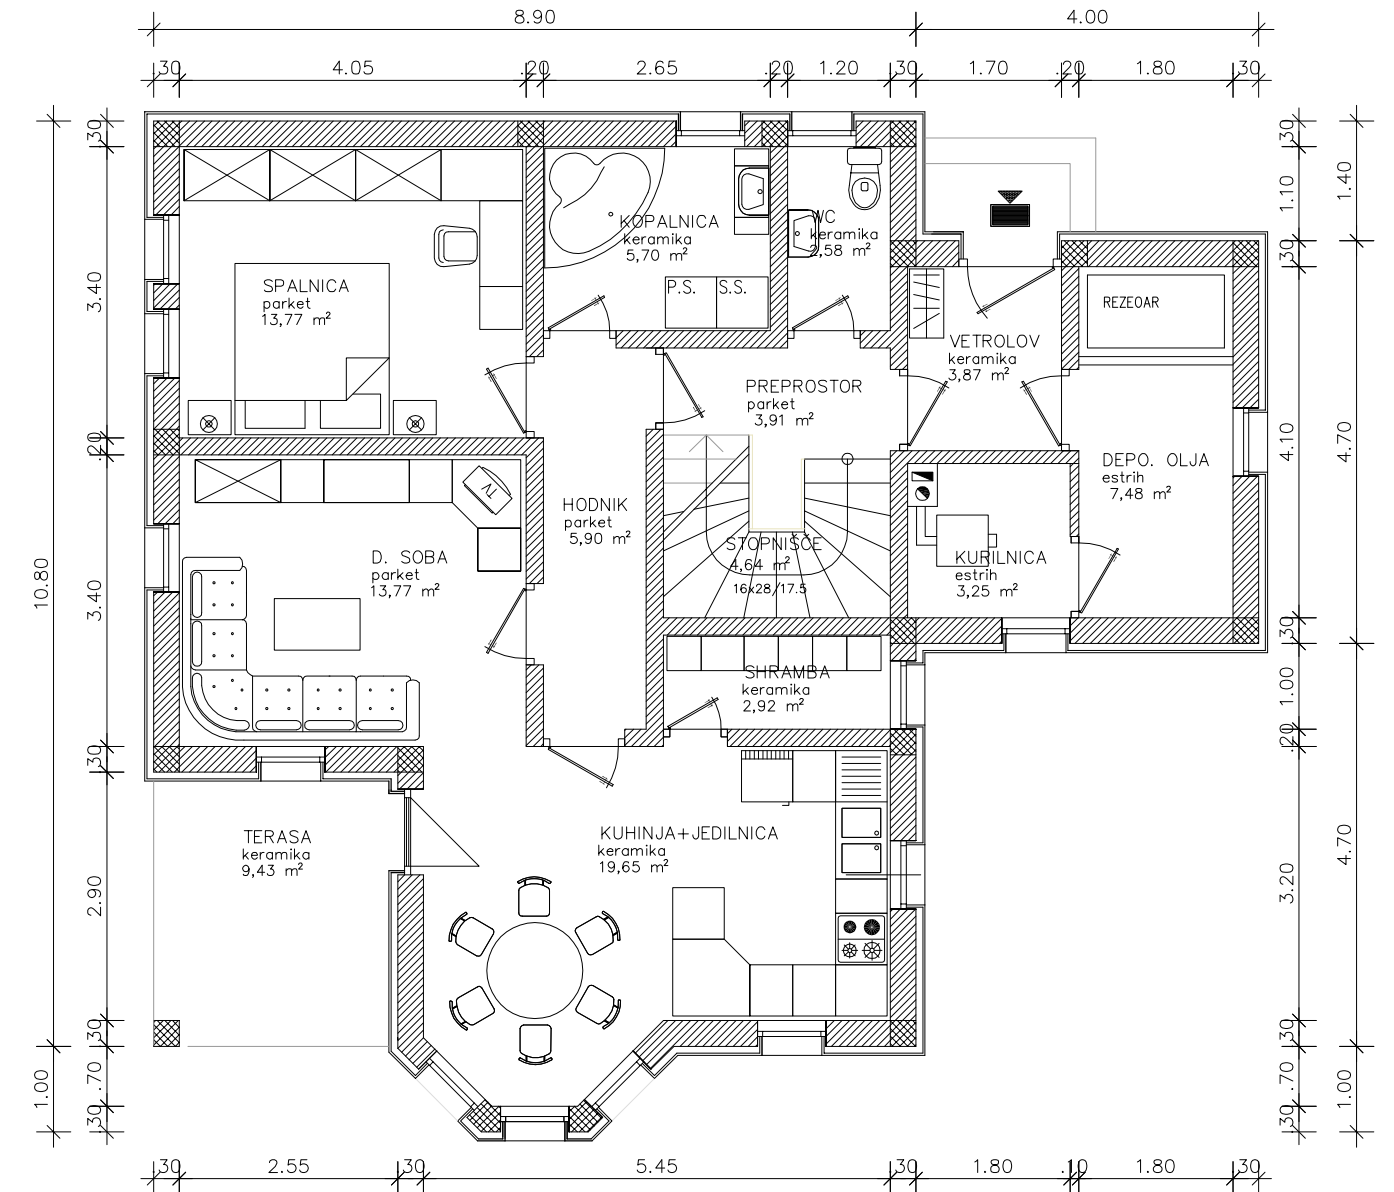 8.90
4.00
.30
4.05
.20
2.65
.20
1.20
.30
1.70
.20
1.80
.30
10.80
1.00
.30
3.40
.20
3.40
.30
2.90
.30
.70
.30
SPALNICA
parket
13,77 m²
KOPALNICA
keramika
5,70 m²
P.S.
S.S.
WC
keramika
2,58 m²
REZEOAR
VETROLOV
keramika
3,87 m²
PREPROSTOR
parket
3,91 m²
DEPO. OLJA
estrih
7,48 m²
TV
HODNIK
parket
5,90 m²
D. SOBA
parket
13,77 m²
STOPNIŠČE
4,64 m²
16x28/17.5
KURILNICA
estrih
3,25 m²
SHRAMBA
keramika
2,92 m²
TERASA
keramika
9,43 m²
KUHINJA+JEDILNICA
keramika
19,65 m²
.30
1.10
.30
4.10
.30
1.00
.20
3.20
.30
.70
.30
1.40
4.70
4.70
1.00
.30
2.55
.30
5.45
.30
1.80
.10
1.80
.30